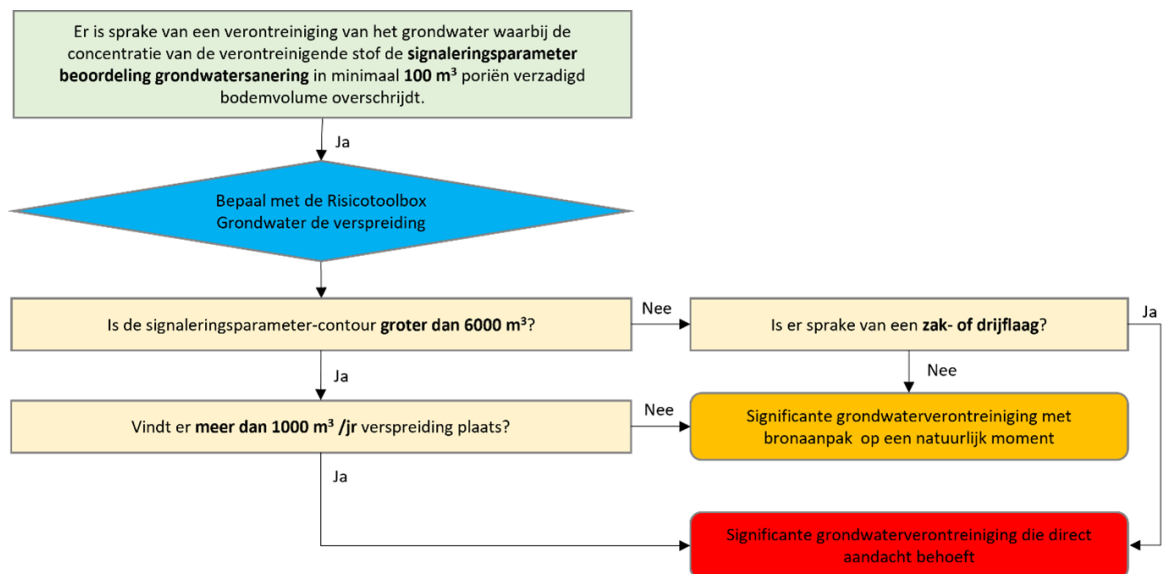 Er is sprake van een verontreiniging van het grondwater waarbij de
concentratie van de verontreinigende stof de signaleringsparameter
beoordeling grondwatersanering in minimaal 100 m³ poriën verzadigd
bodemvolume overschrijdt.
Ja
Bepaal met de Risicotoolbox
Grondwater de verspreiding
Is de signaleringsparameter-contour groter dan 6000 m³?
Nee
Is er sprake van een zak- of drijflaag?
Ja
Ja
Nee
Vindt er meer dan 1000 m³ /jr verspreiding plaats?
Nee
Significante grondwaterverontreiniging met
bronaanpak op een natuurlijk moment
Ja
Significante grondwaterverontreiniging die direct
aandacht behoeft